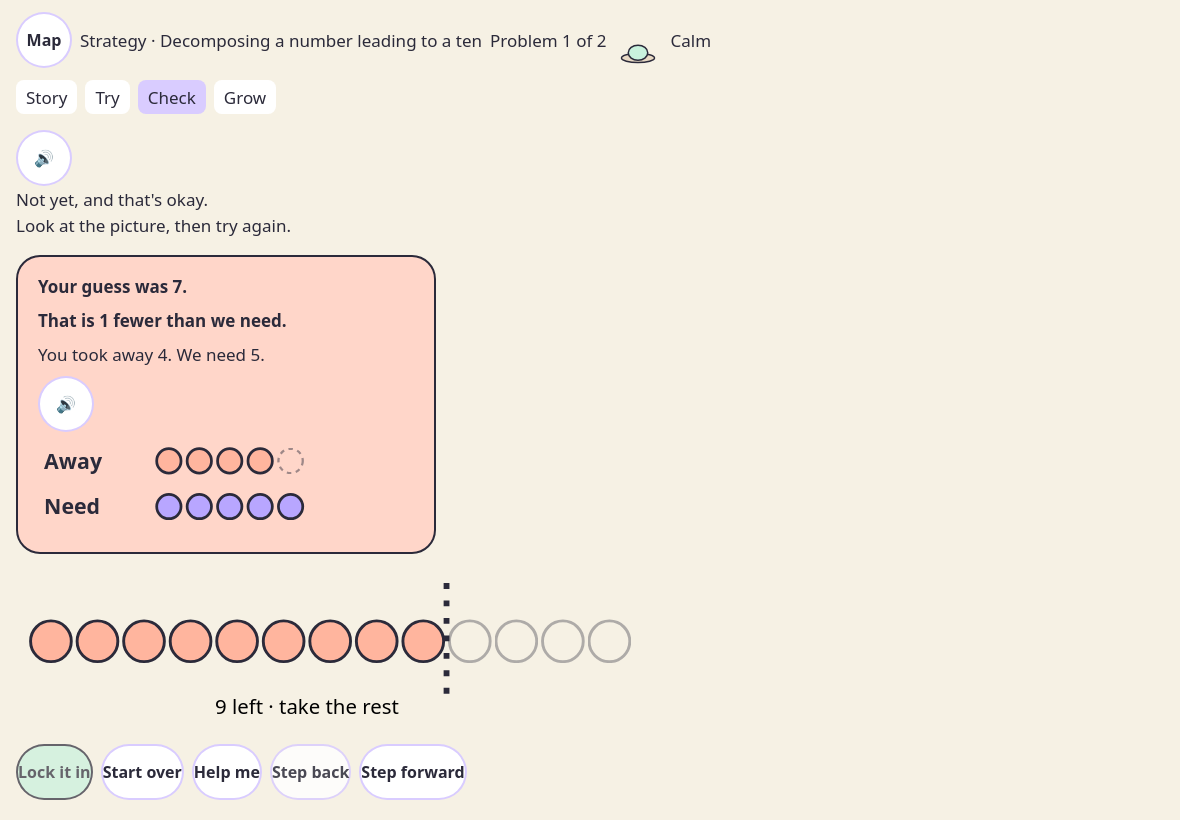 Map Strategy · Decomposing a number leading to a ten Problem 1 of 2 Calm
Story Try Check Grow
Not yet, and that's okay.
Look at the picture, then try again.
Your guess was 7.
That is 1 fewer than we need.
You took away 4. We need 5.
Away
Need
9 left · take the rest
Lock it in Start over Help me Step back Step forward